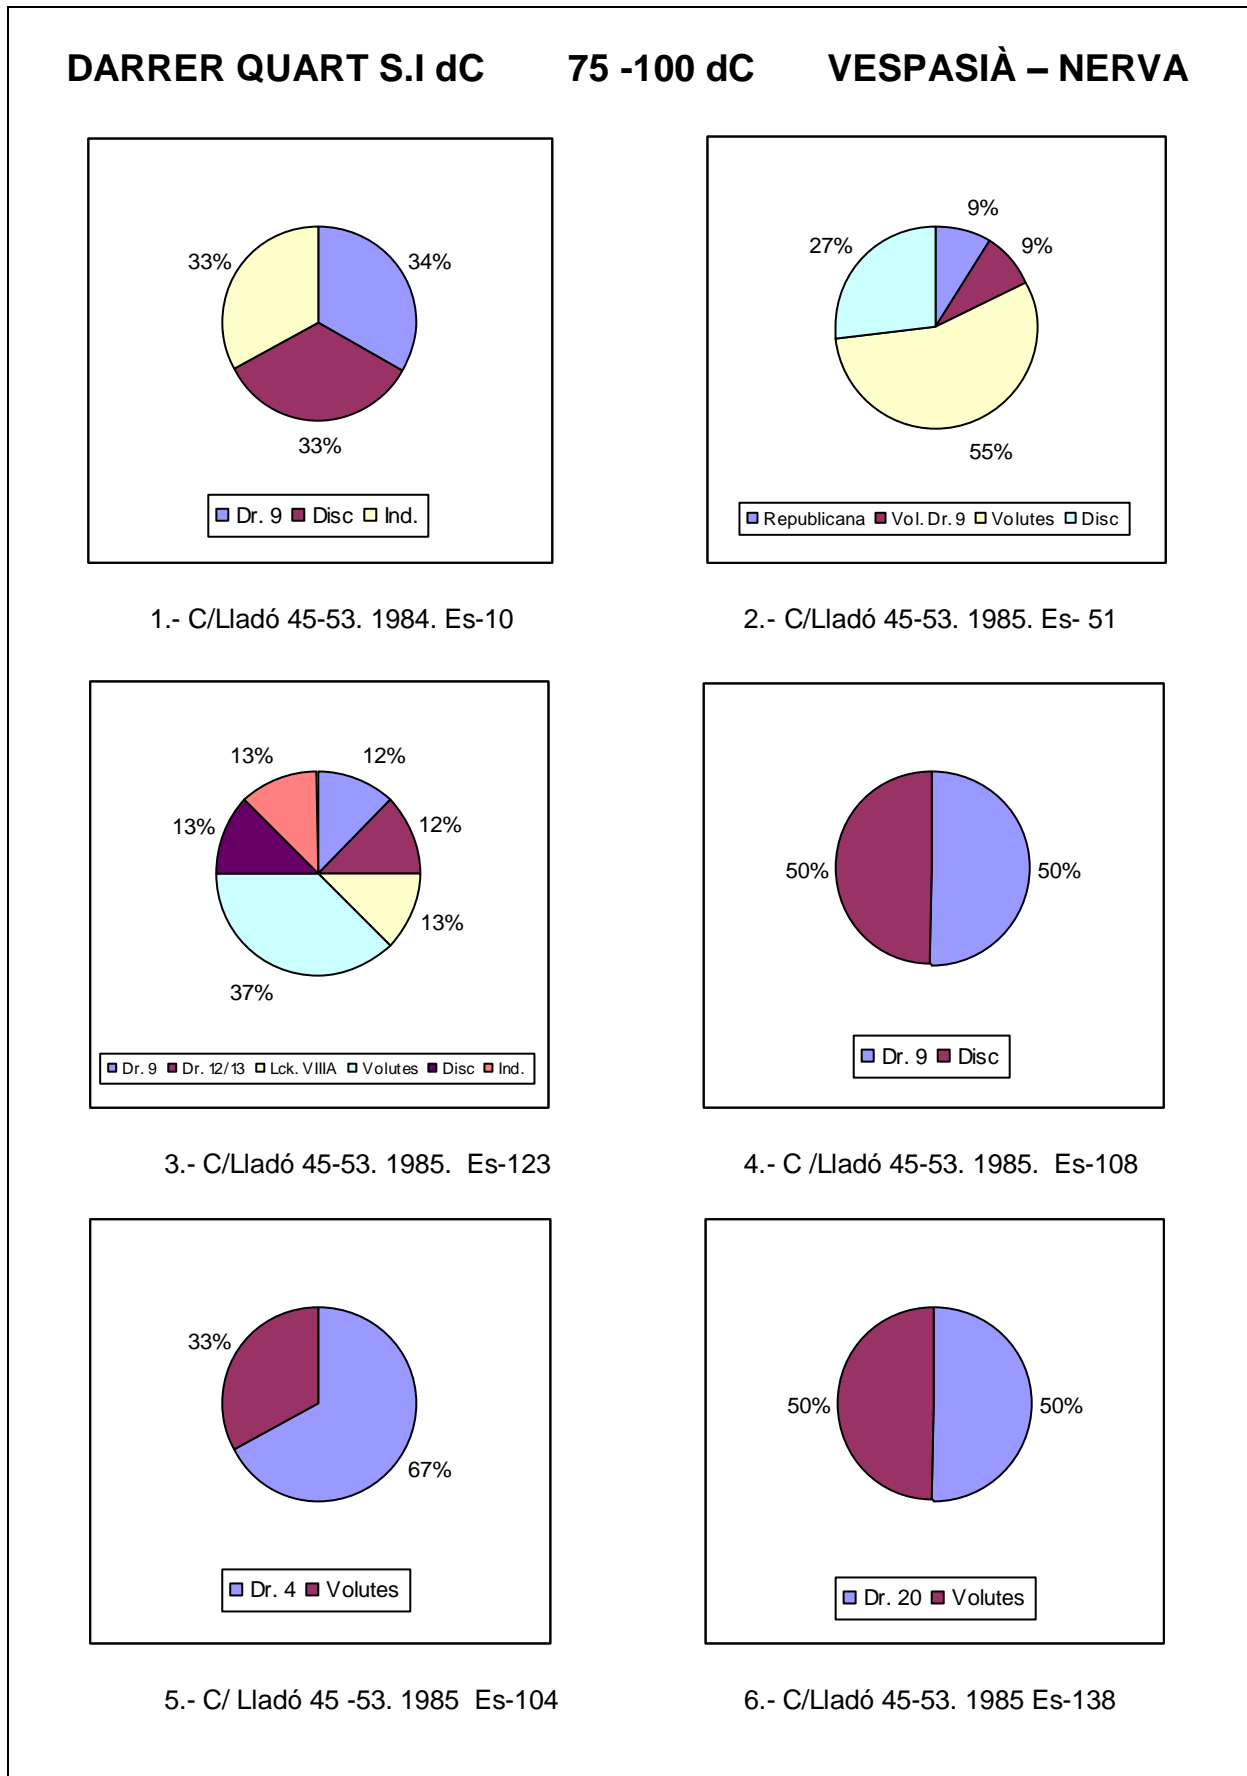 DARRER QUART S.I dC 75 -100 dC VESPASIÀ – NERVA
33%
34%
33%
Dr. 9 Disc Ind.
1.- C/Lladó 45-53. 1984. Es-10
9%
27%
9%
55%
Republicana Vol. Dr. 9 Volutes Disc
2.- C/Lladó 45-53. 1985. Es- 51
13%
12%
13%
12%
13%
37%
Dr. 9 Dr. 12/13 Lck. VIIIA Volutes Disc Ind.
3.- C/Lladó 45-53. 1985. Es-123
50%
50%
Dr. 9 Disc
4.- C /Lladó 45-53. 1985. Es-108
33%
67%
Dr. 4 Volutes
5.- C/ Lladó 45 -53. 1985 Es-104
50%
50%
Dr. 20 Volutes
6.- C/Lladó 45-53. 1985 Es-138